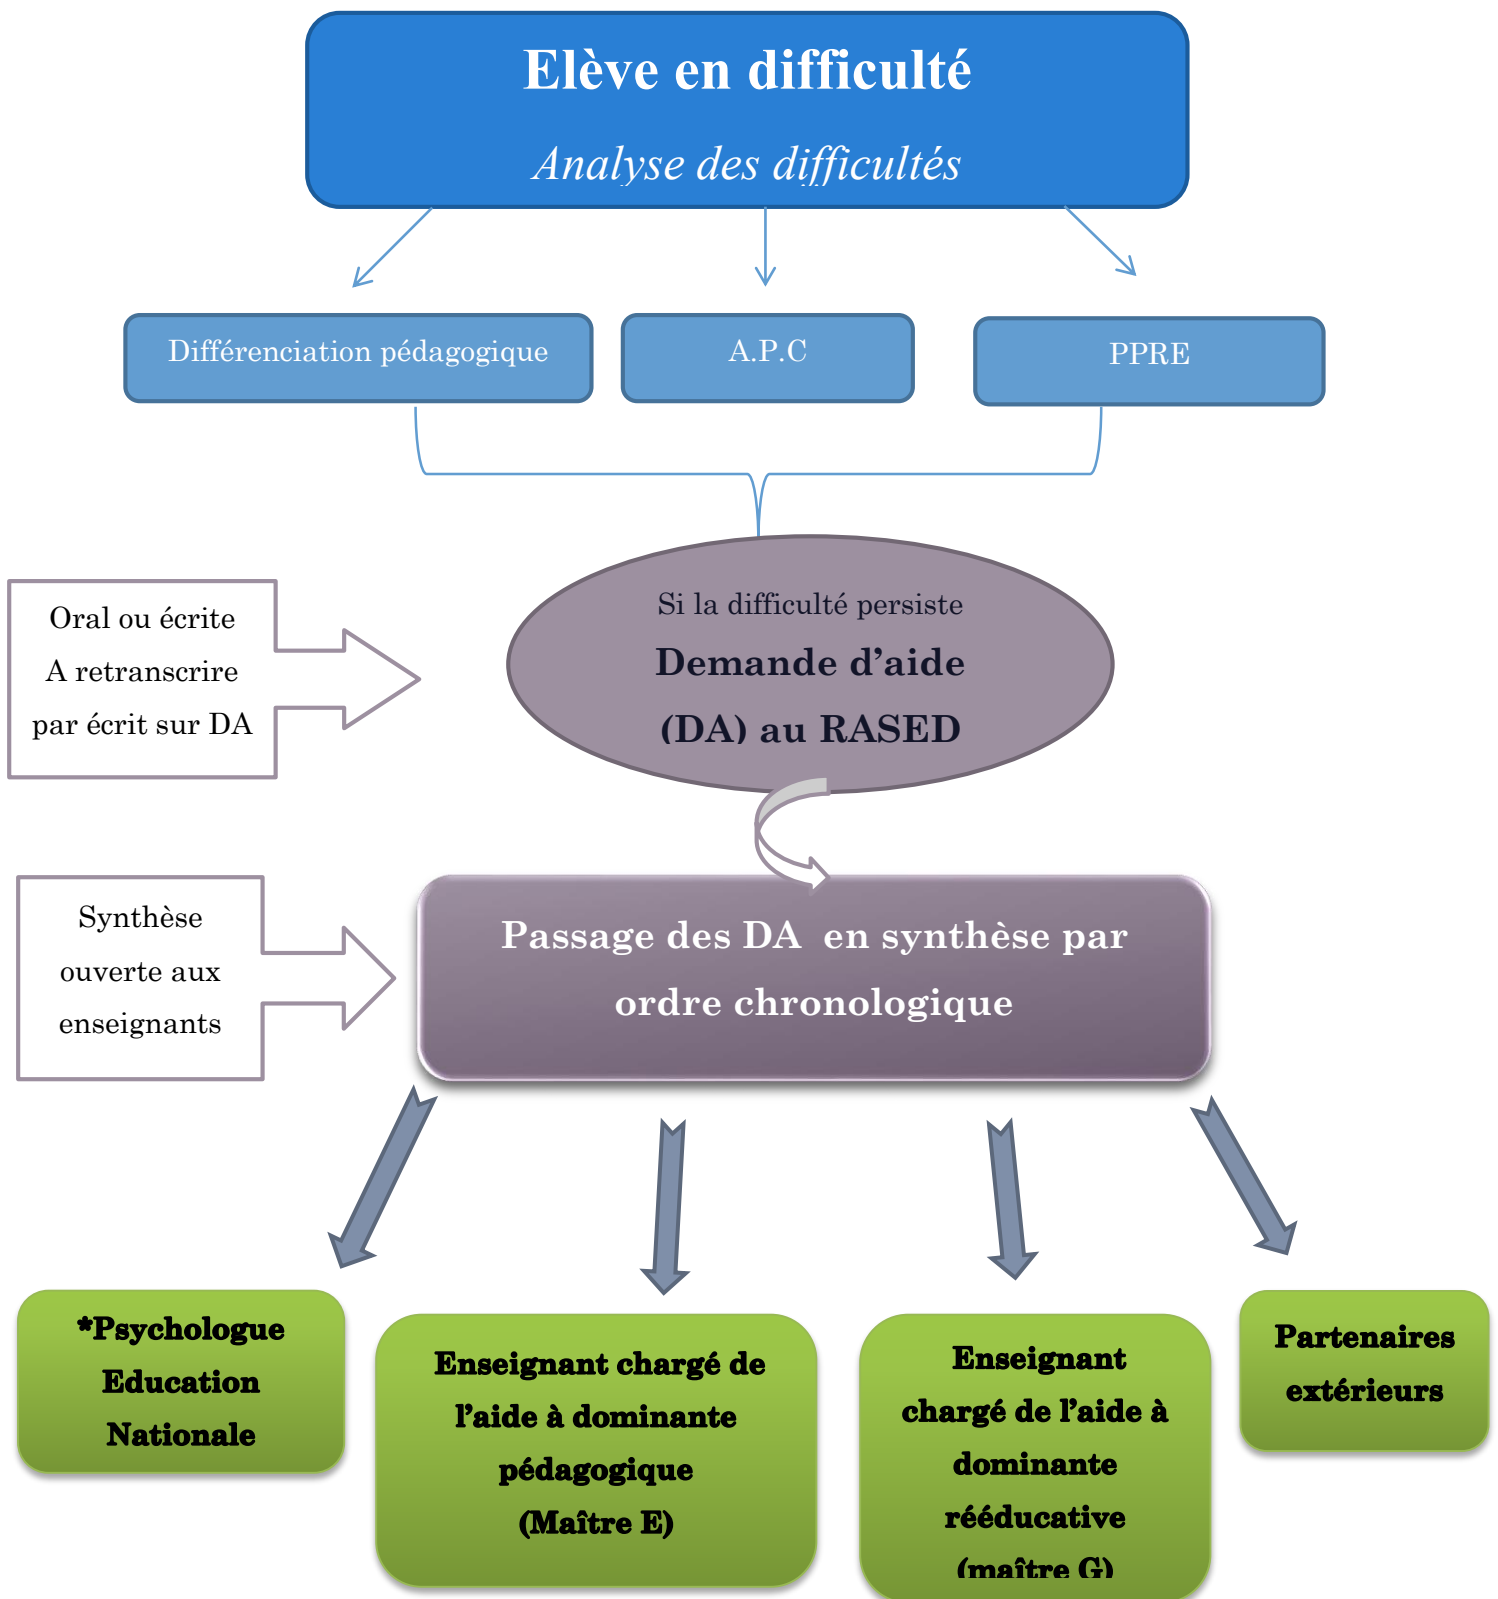 Elève en difficulté
Analyse des difficultés
Différenciation pédagogique
A.P.C
PPRE
Si la difficulté persiste
Demande d’aide
(DA) au RASED
Oral ou écrite
A retranscrire
par écrit sur DA
Passage des DA  en synthèse par
ordre chronologique
Synthèse
ouverte aux
enseignants
*Psychologue
Education
Nationale
Enseignant chargé de
l’aide à dominante
pédagogique
(Maître E)
Enseignant
chargé de l’aide à
dominante
rééducative
(maître G)
Partenaires
extérieurs